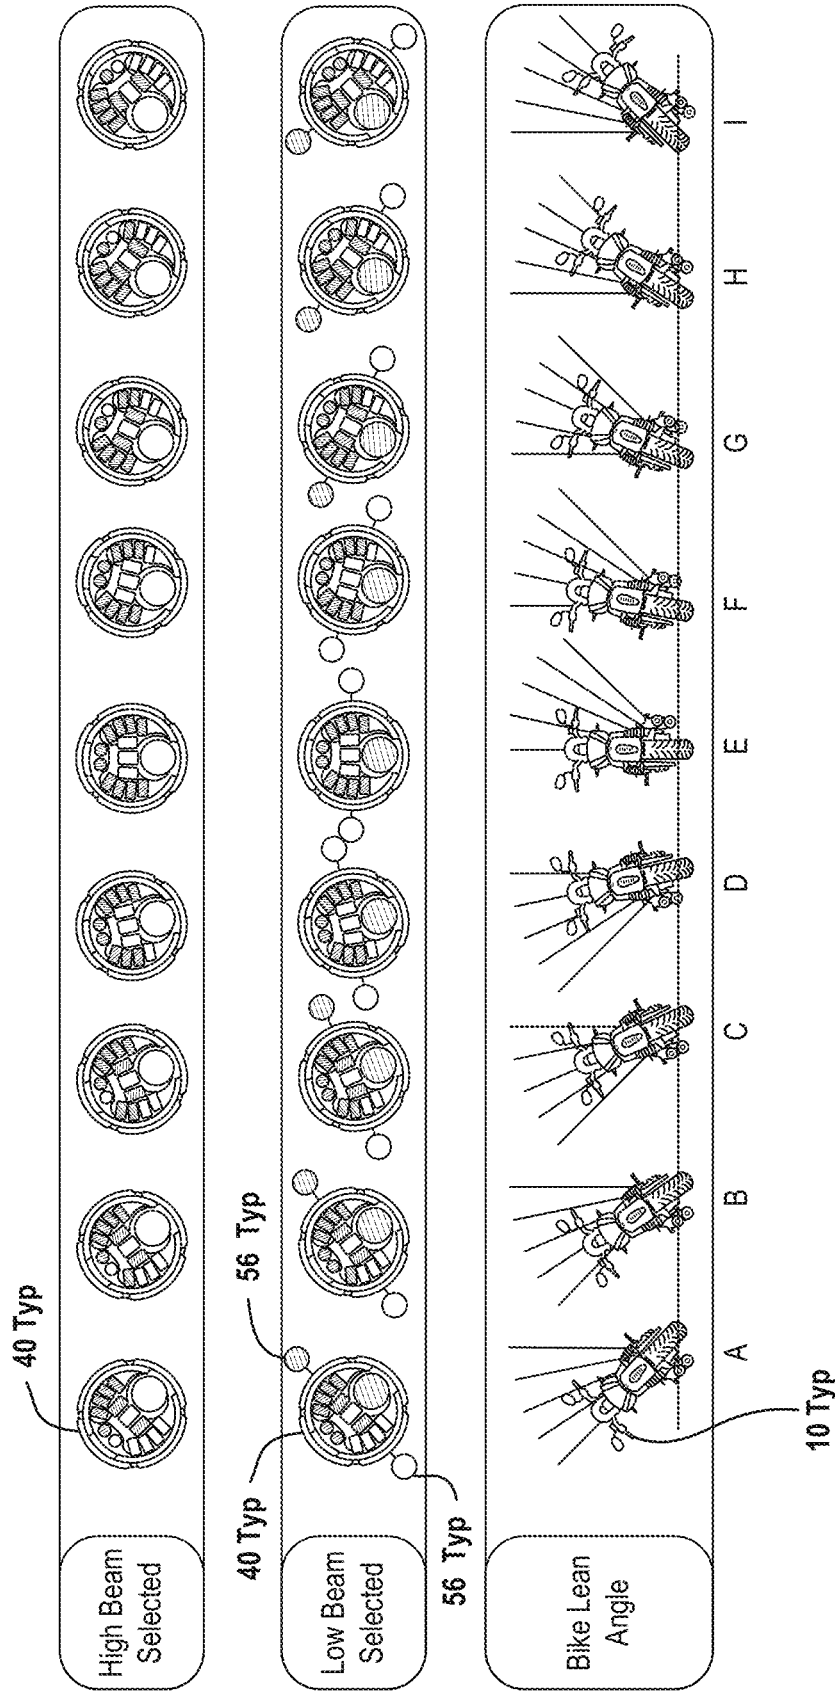 40 Typ
High Beam
Selected
56 Typ
40 Typ
Low Beam
Selected
56 Typ
Bike Lean
Angle
A
B
C
D
E
F
G
H
I
10 Typ